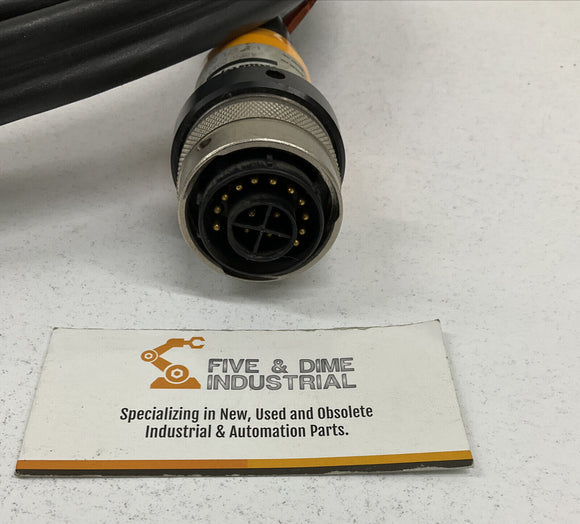 FIVE & DIME
INDUSTRIAL
Specializing in New, Used and Obsolete
Industrial & Automation Parts.